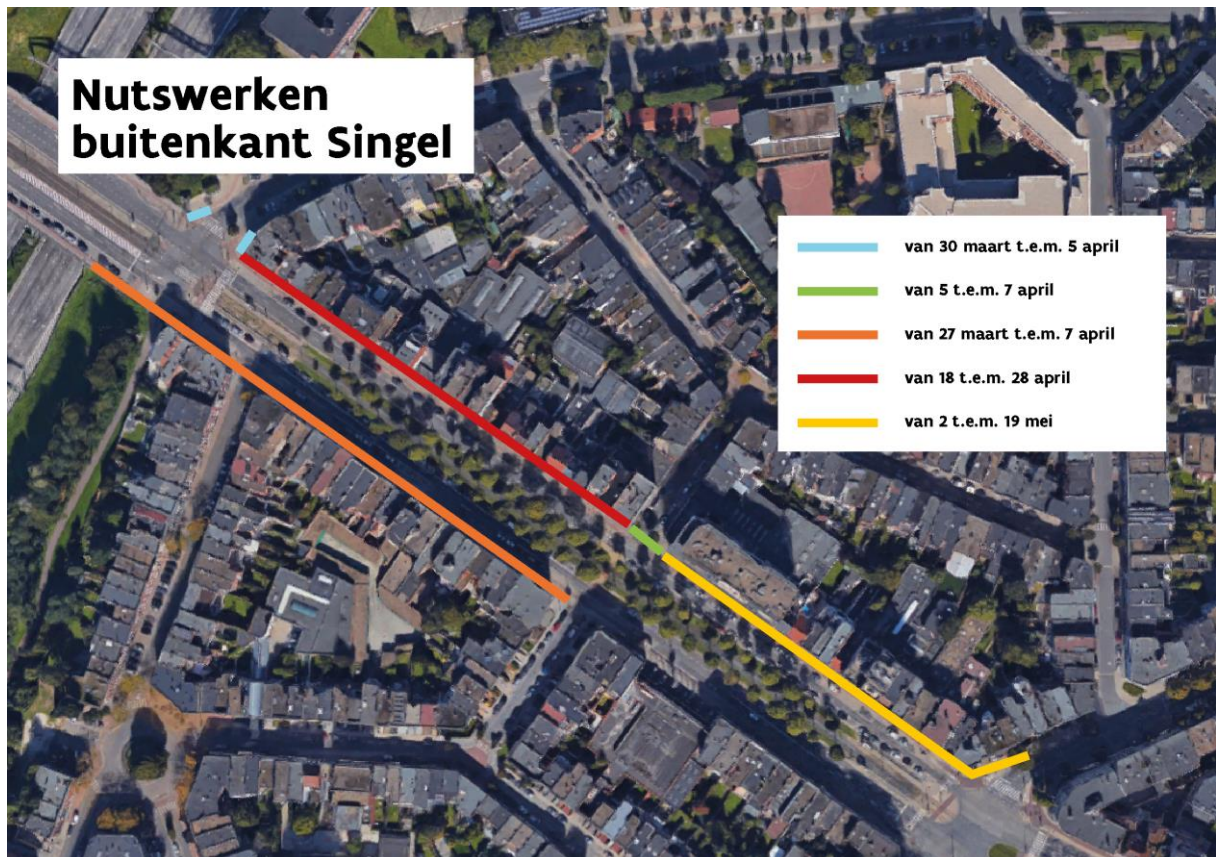 Nutswerken
buitenkant Singel
van 30 maart t.e.m. 5 april
van 5 t.e.m. 7 april
van 27 maart t.e.m. 7 april
van 18 t.e.m. 28 april
van 2 t.e.m. 19 mei